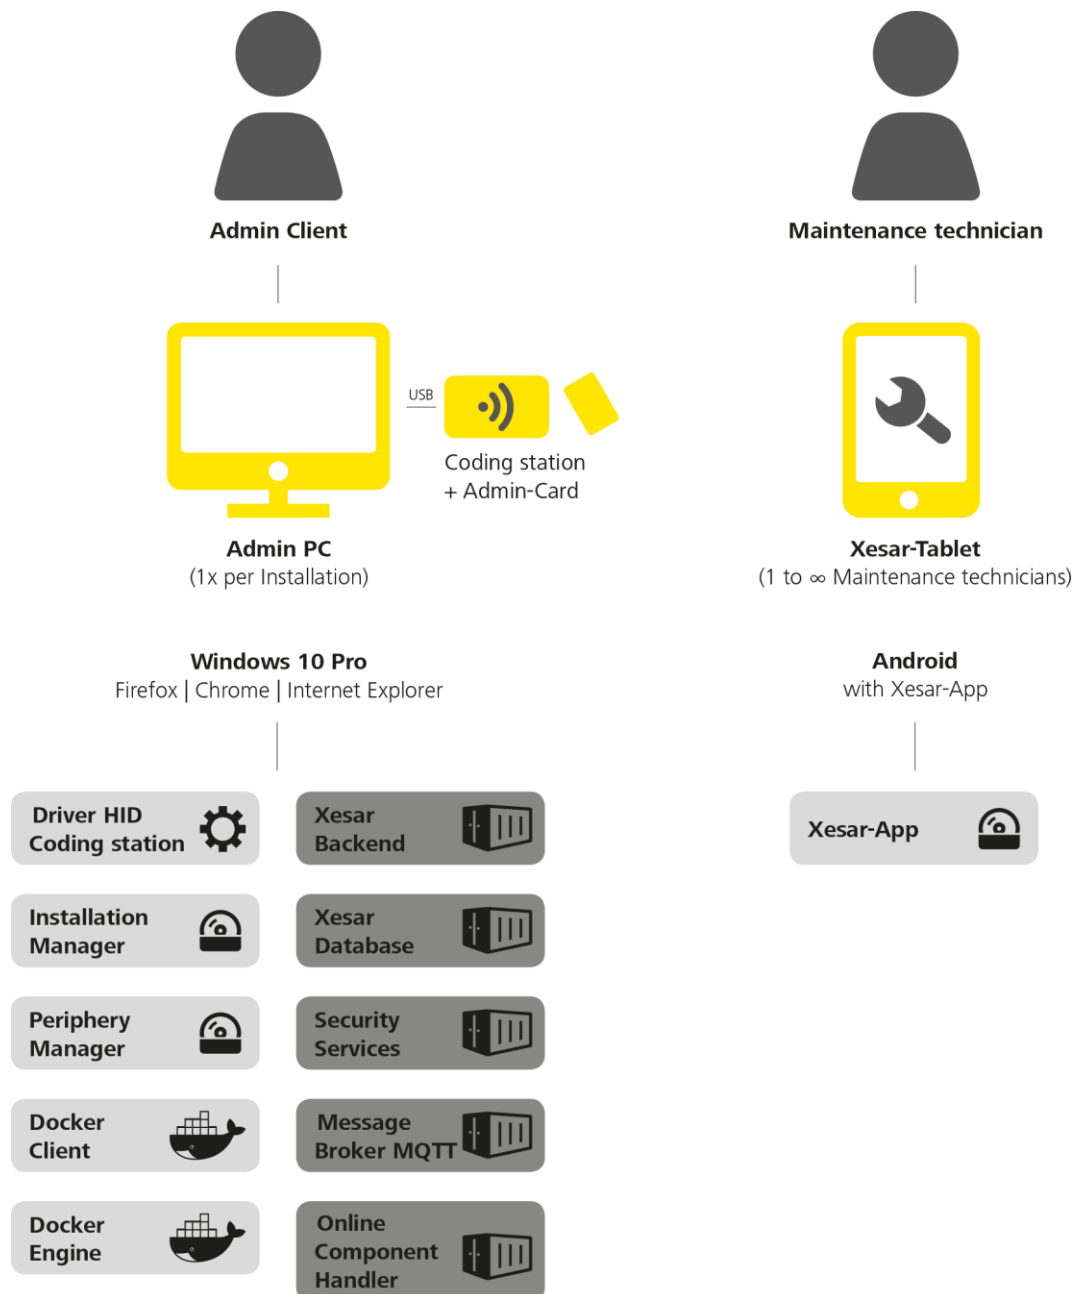 Admin Client
Maintenance technician
USB
Coding station
+ Admin-Card
Admin PC
(1x per Installation)
Xesar-Tablet
(1 to ∞ Maintenance technicians)
Windows 10 Pro
Firefox | Chrome | Internet Explorer
Android
with Xesar-App
Driver HID
Coding station
Xesar
Backend
Xesar-App
Installation
Manager
Xesar
Database
Periphery
Manager
Security
Services
Docker
Client
Message
Broker MQTT
Docker
Engine
Online
Component
Handler